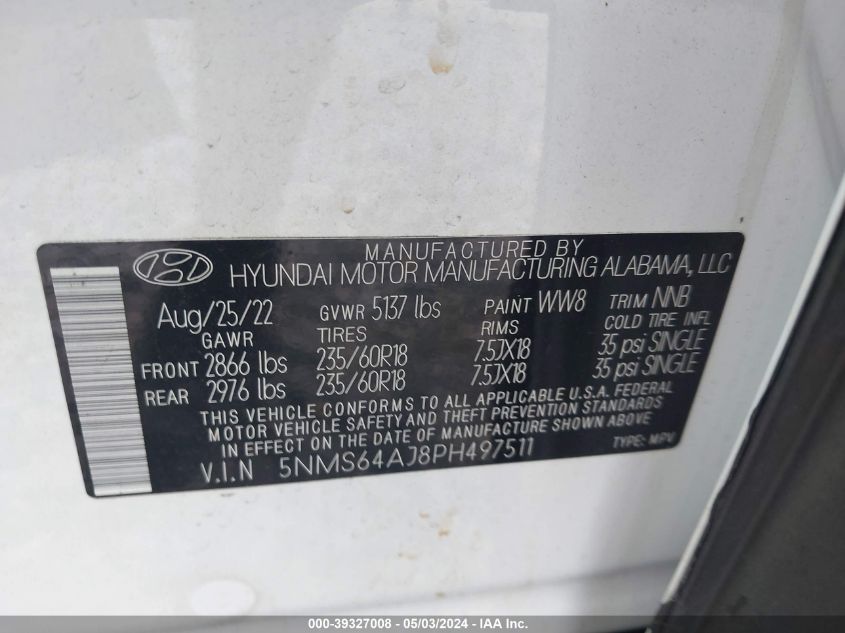 MANUFACTURED BY
HYUNDAI MOTOR MANUFACTURING ALABAMA, LLC
Aug/25/22 GVWR 5137 lbs PAINT WW8 TRIM NNB
GAWR TIRES RIMS COLD TIRE INFL
FRONT 2866 lbs 235/60R18 7.5JX18 35 psi SINGLE
REAR 2976 lbs 235/60R18 7.5JX18 35 psi SINGLE
THIS VEHICLE CONFORMS TO ALL APPLICABLE U.S.A. FEDERAL
MOTOR VEHICLE SAFETY AND THEFT PREVENTION STANDARDS
IN EFFECT ON THE DATE OF MANUFACTURE SHOWN ABOVE
V.I.N 5NMS64AJ8PH497511 TYPE: MPV
000-39327008 - 05/03/2024 - IAA Inc.